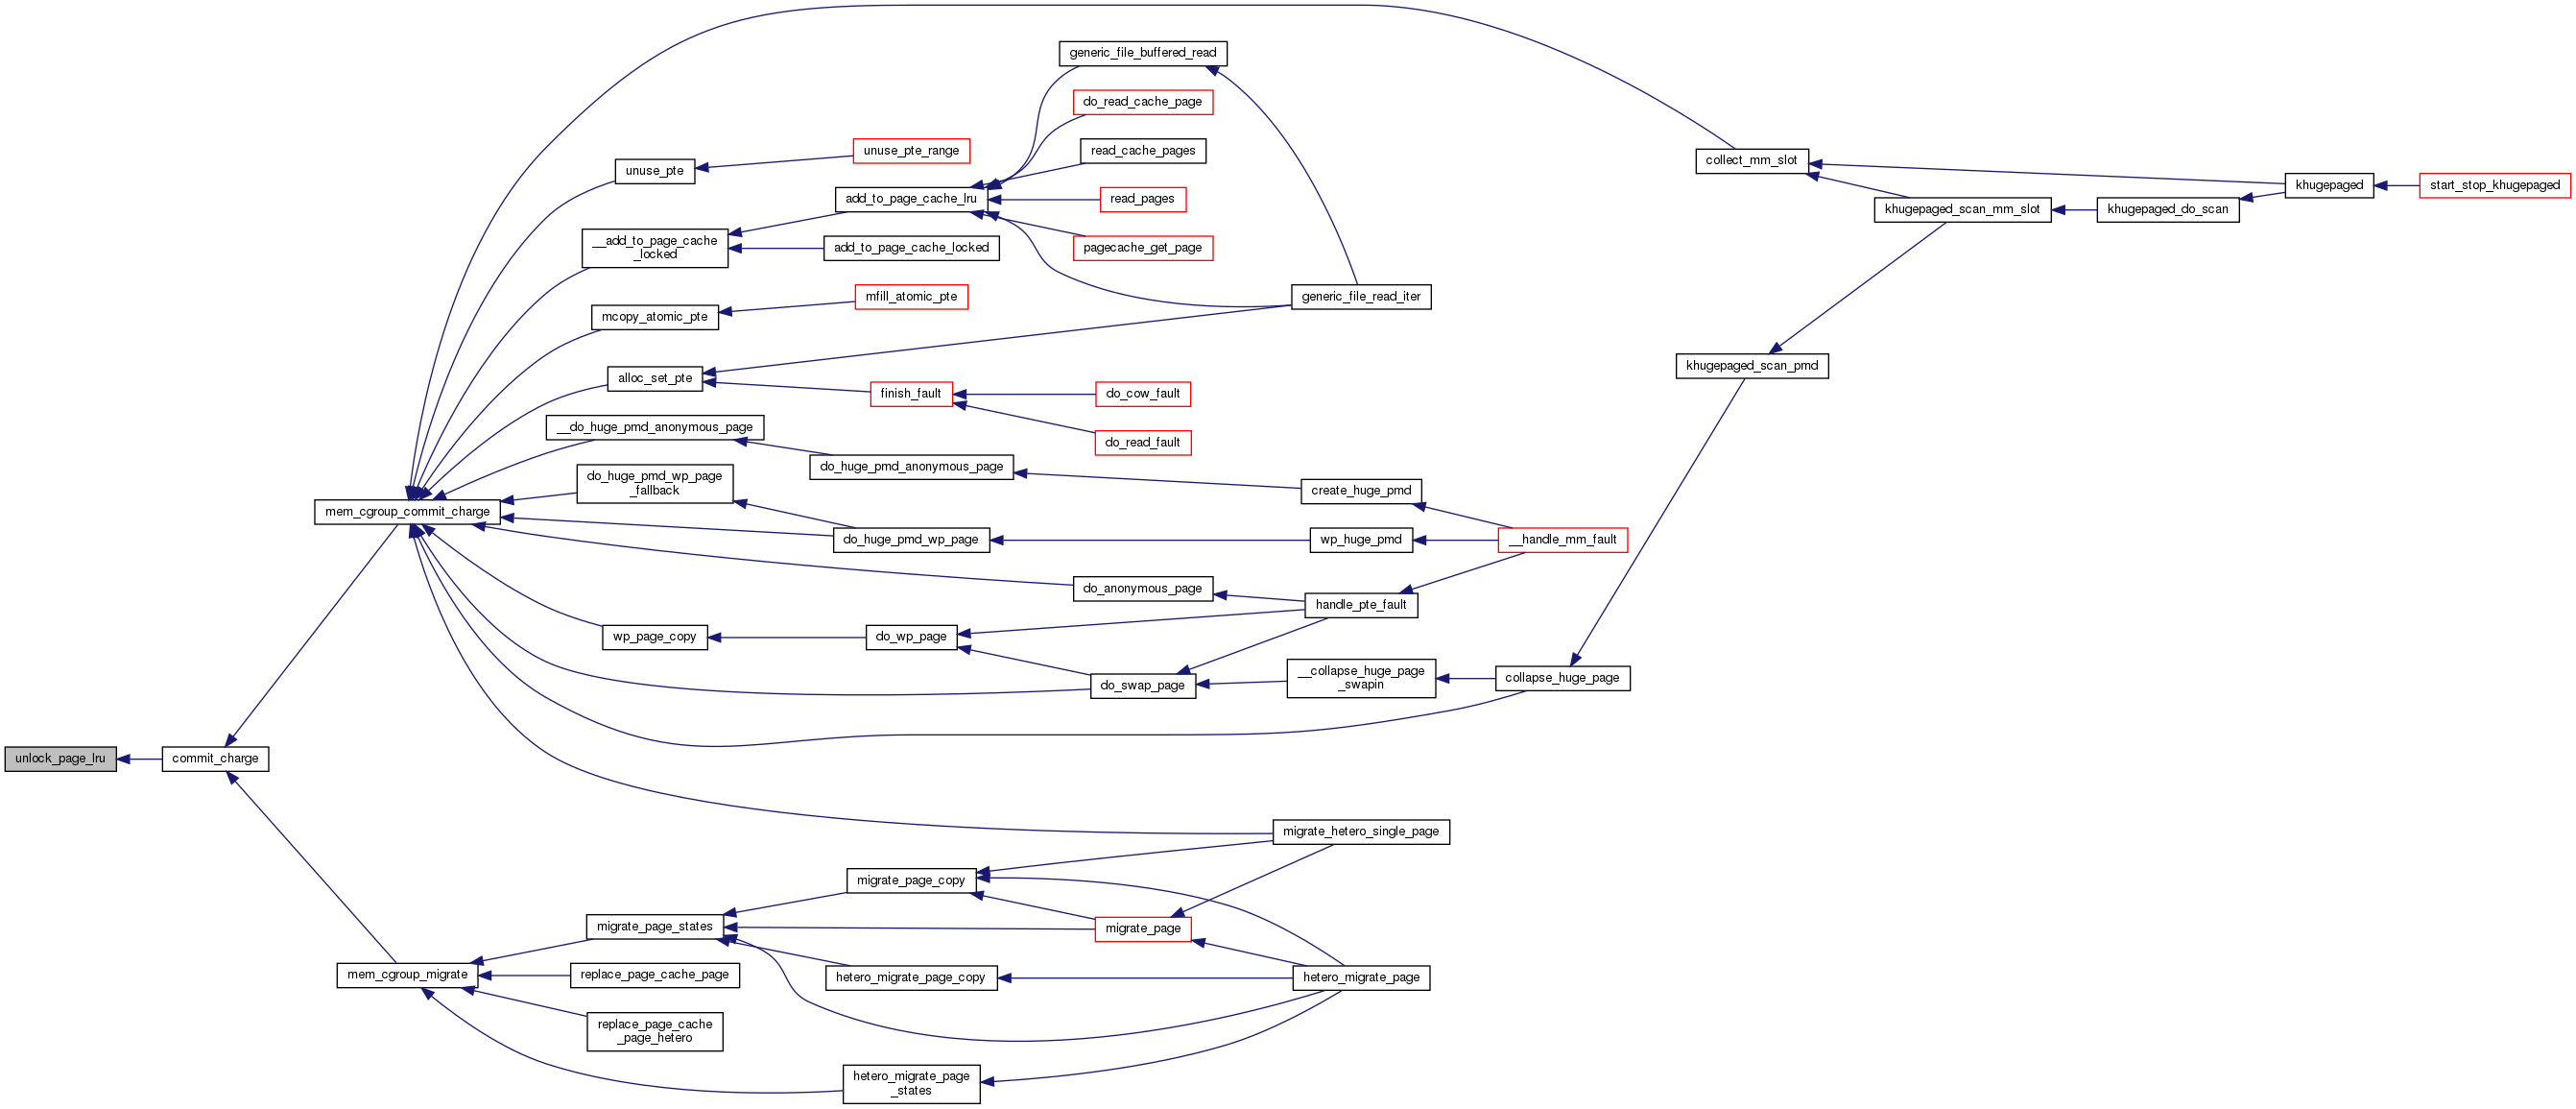 generic_file_buffered_read
do_read_cache_page
unuse_pte_range
read_cache_pages
collect_mm_slot
unuse_pte
khugepaged
start_stop_khugepaged
add_to_page_cache_lru
read_pages
khugepaged_scan_mm_slot
khugepaged_do_scan
__add_to_page_cache
_locked
add_to_page_cache_locked
pagecache_get_page
mfill_atomic_pte
generic_file_read_iter
mcopy_atomic_pte
khugepaged_scan_pmd
alloc_set_pte
finish_fault
do_cow_fault
__do_huge_pmd_anonymous_page
do_read_fault
do_huge_pmd_anonymous_page
do_huge_pmd_wp_page
_fallback
create_huge_pmd
mem_cgroup_commit_charge
do_huge_pmd_wp_page
wp_huge_pmd
__handle_mm_fault
do_anonymous_page
handle_pte_fault
wp_page_copy
do_wp_page
do_swap_page
__collapse_huge_page
_swapin
collapse_huge_page
unlock_page_lru
commit_charge
migrate_hetero_single_page
migrate_page_copy
migrate_page_states
migrate_page
mem_cgroup_migrate
replace_page_cache_page
hetero_migrate_page_copy
hetero_migrate_page
replace_page_cache
_page_hetero
hetero_migrate_page
_states